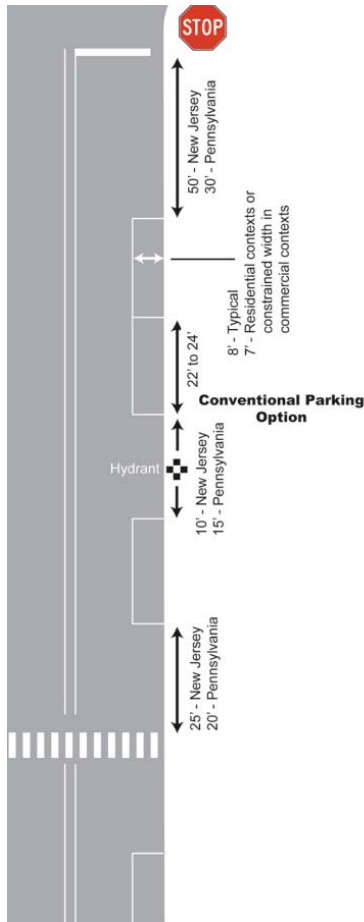 STOP
50' - New Jersey
30' - Pennsylvania
8' - Typical
7' - Residential contexts or
constrained width in
commercial contexts
22' to 24'
Conventional Parking
Option
Hydrant
10' - New Jersey
15' - Pennsylvania
25' - New Jersey
20' - Pennsylvania